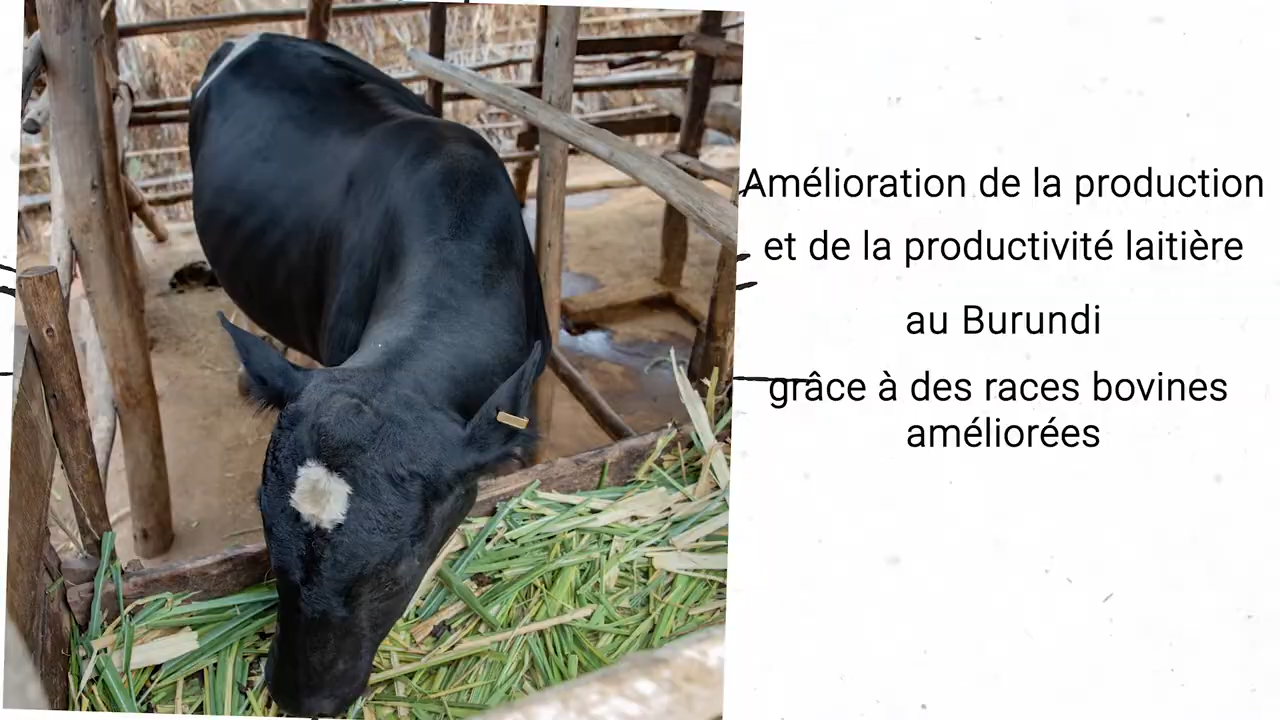 Amélioration de la production
et de la productivité laitière
au Burundi
grâce à des races bovines
améliorées